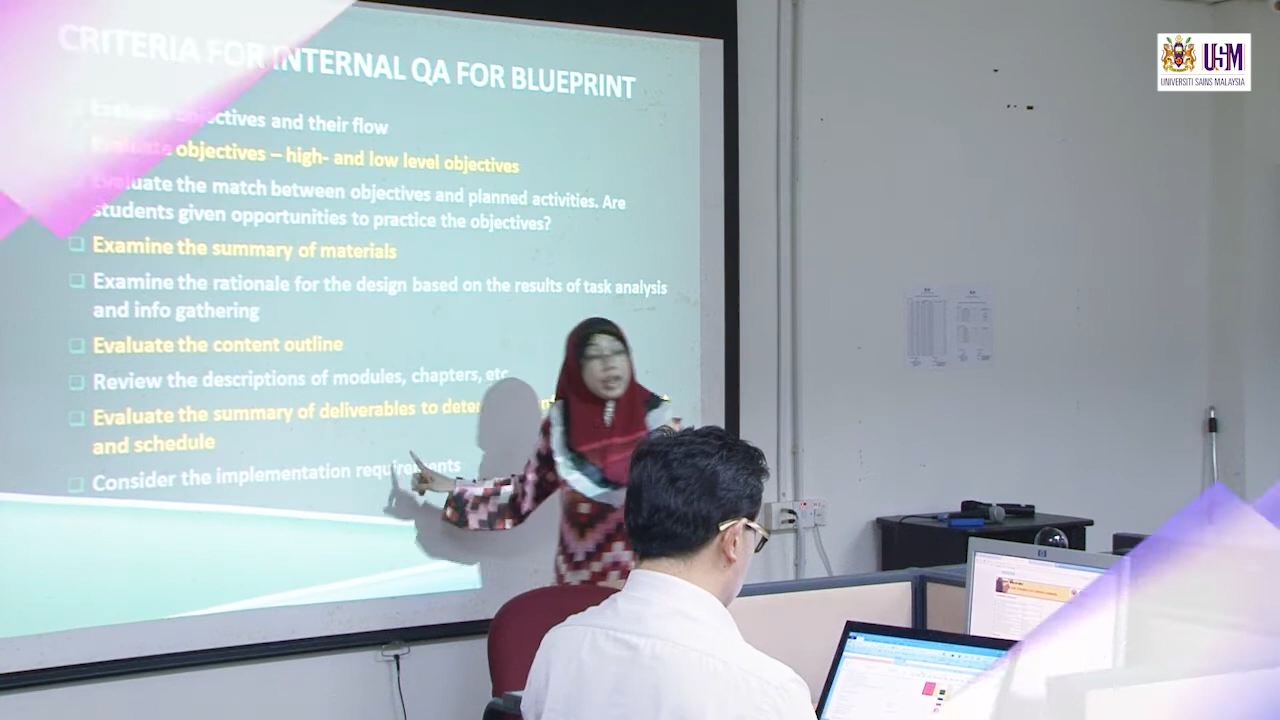 CRITERIA FOR INTERNAL QA FOR BLUEPRINT
USM
UNIVERSITI SAINS MALAYSIA
Evaluate objectives and their flow
Evaluate objectives – high- and low level objectives
Evaluate the match between objectives and planned activities. Are
students given opportunities to practice the objectives?
Examine the summary of materials
Examine the rationale for the design based on the results of task analysis
and info gathering
Evaluate the content outline
Review the descriptions of modules, chapters, etc
Evaluate the summary of deliverables to
and schedule
Consider the implementation requirements